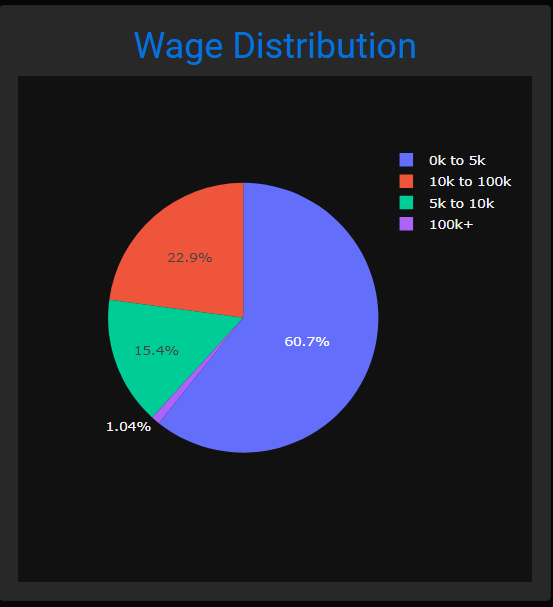 Wage Distribution
0k to 5k
10k to 100k
5k to 10k
100k+
22.9%
60.7%
15.4%
1.04%